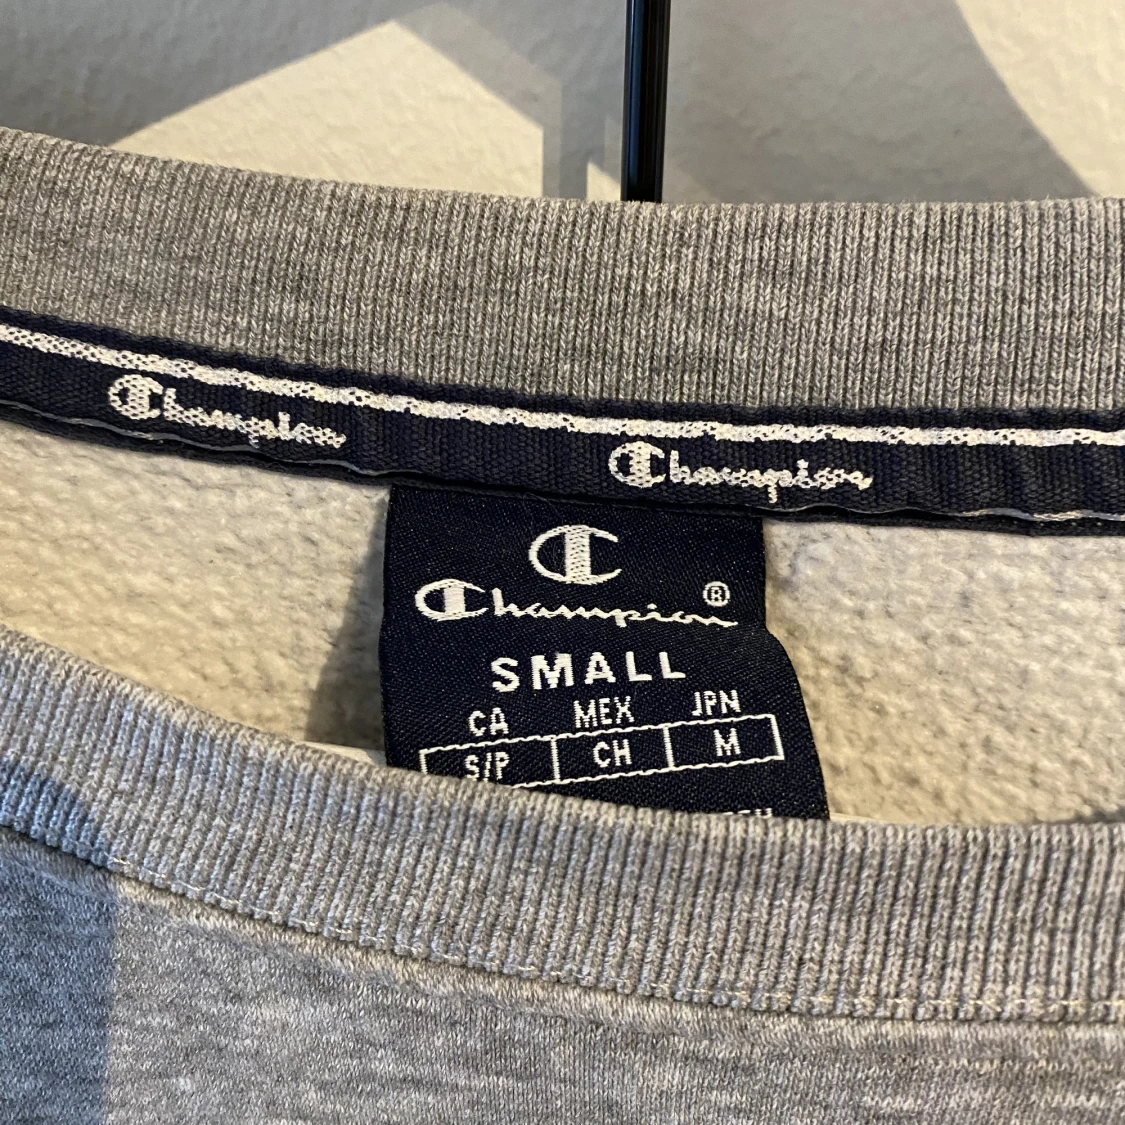 Champion Champion
C
Champion®
SMALL
CA MEX JPN
S/P CH M